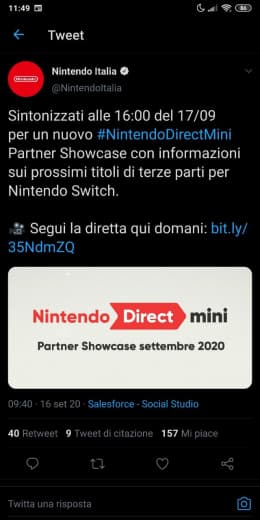 11:49
86
Tweet
Nintendo
Nintendo Italia
@NintendoItalia
Sintonizzati alle 16:00 del 17/09
per un nuovo #NintendoDirectMini
Partner Showcase con informazioni
sui prossimi titoli di terze parti per
Nintendo Switch.
Segui la diretta qui domani: bit.ly/
35NdmZQ
Nintendo Direct mini
Partner Showcase settembre 2020
09:40 · 16 set 20 · Salesforce - Social Studio
40 Retweet 9 Tweet di citazione 157 Mi piace
Twitta una risposta